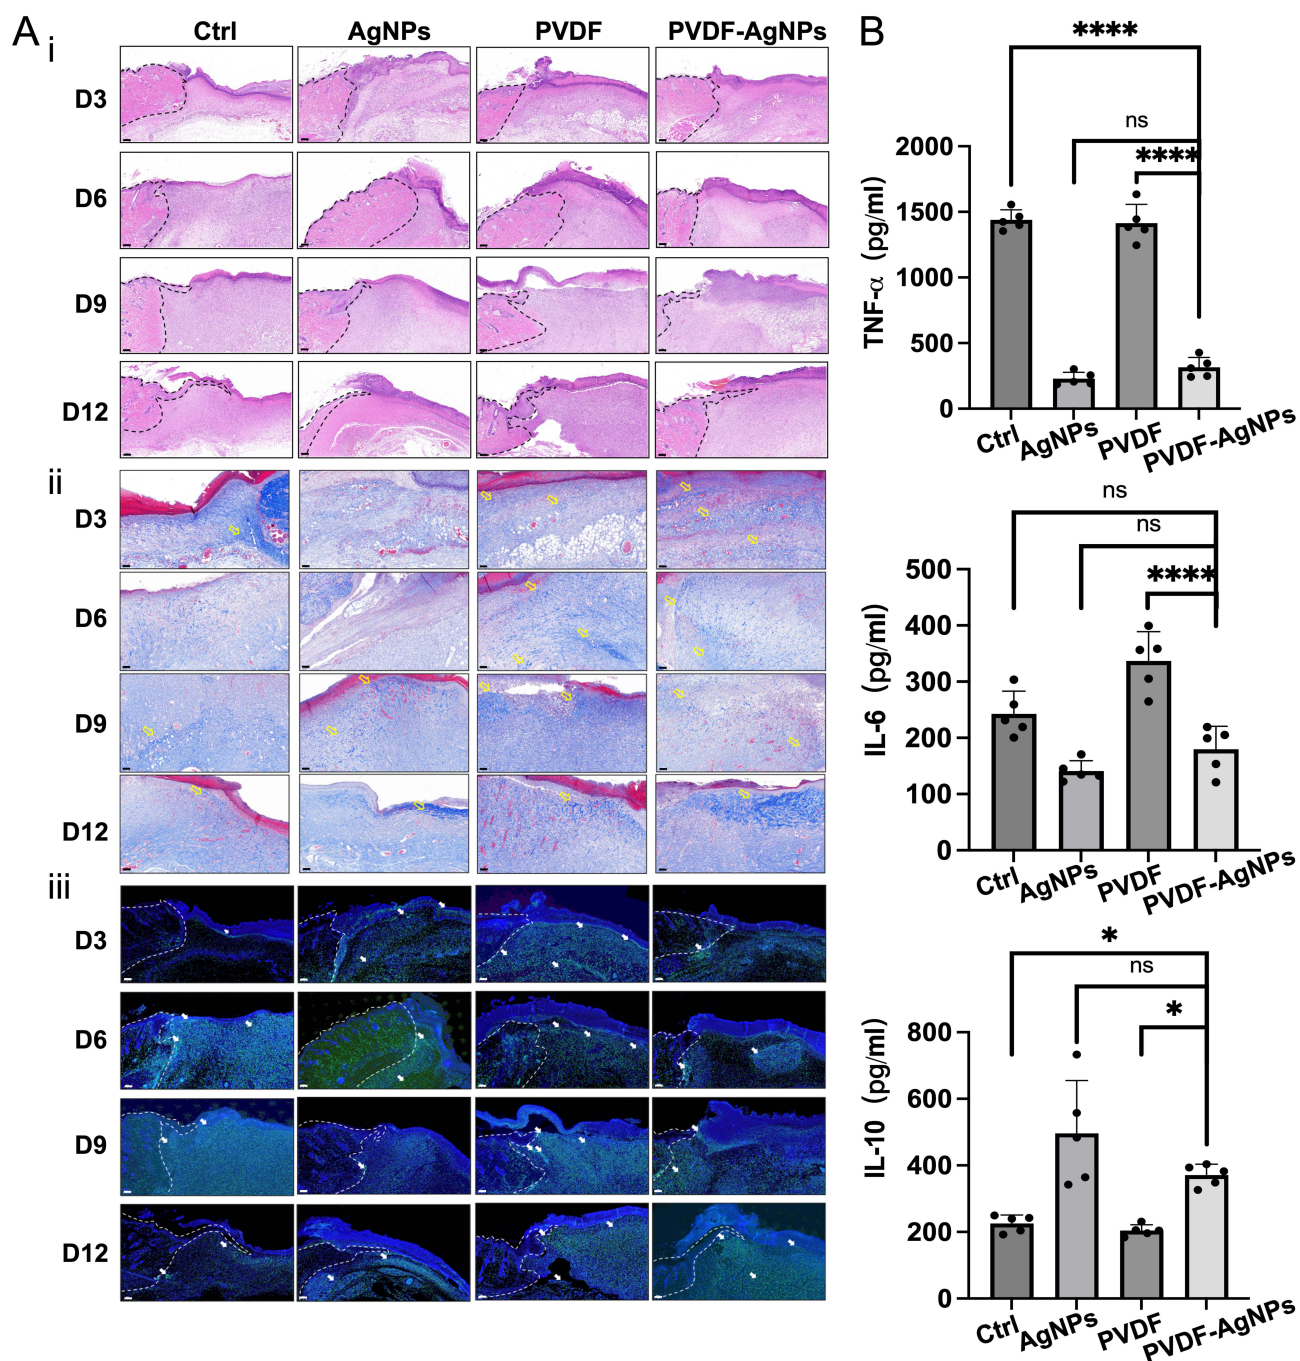 A
i
Ctrl AgNPs PVDF PVDF-AgNPs
D3
D6
D9
D12
ii
D3
D6
D9
D12
iii
D3
D6
D9
D12
B
****
ns
****
TNF-α (pg/ml)
2000
1500
1000
500
0
Ctrl AgNPs PVDF PVDF-AgNPs
ns
ns
****
IL-6 (pg/ml)
500
400
300
200
100
0
Ctrl AgNPs PVDF PVDF-AgNPs
*
ns
*
IL-10 (pg/ml)
800
600
400
200
0
Ctrl AgNPs PVDF PVDF-AgNPs